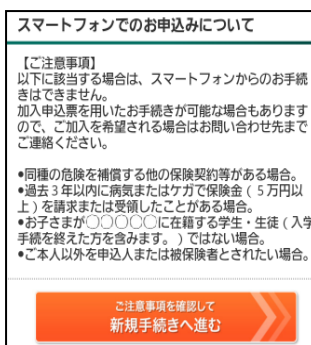 スマートフォンでのお申込みについて
【ご注意事項】
以下に該当する場合は、スマートフォンからのお手続
きはできません。
加入申込票を用いたお手続きが可能な場合もあります
ので、ご加入を希望される場合はお問い合わせ先まで
ご連絡ください。
●同種の危険を補償する他の保険契約等がある場合。
●過去3年以内に病気またはケガで保険金(5万円以
上)を請求または受領したことがある場合。
●お子さまが〇〇〇〇〇に在籍する学生・生徒(入学
手続を終えた方を含みます。)ではない場合。
●ご本人以外を申込人または被保険者とされたい場合。
ご注意事項を確認して
新規手続きへ進む